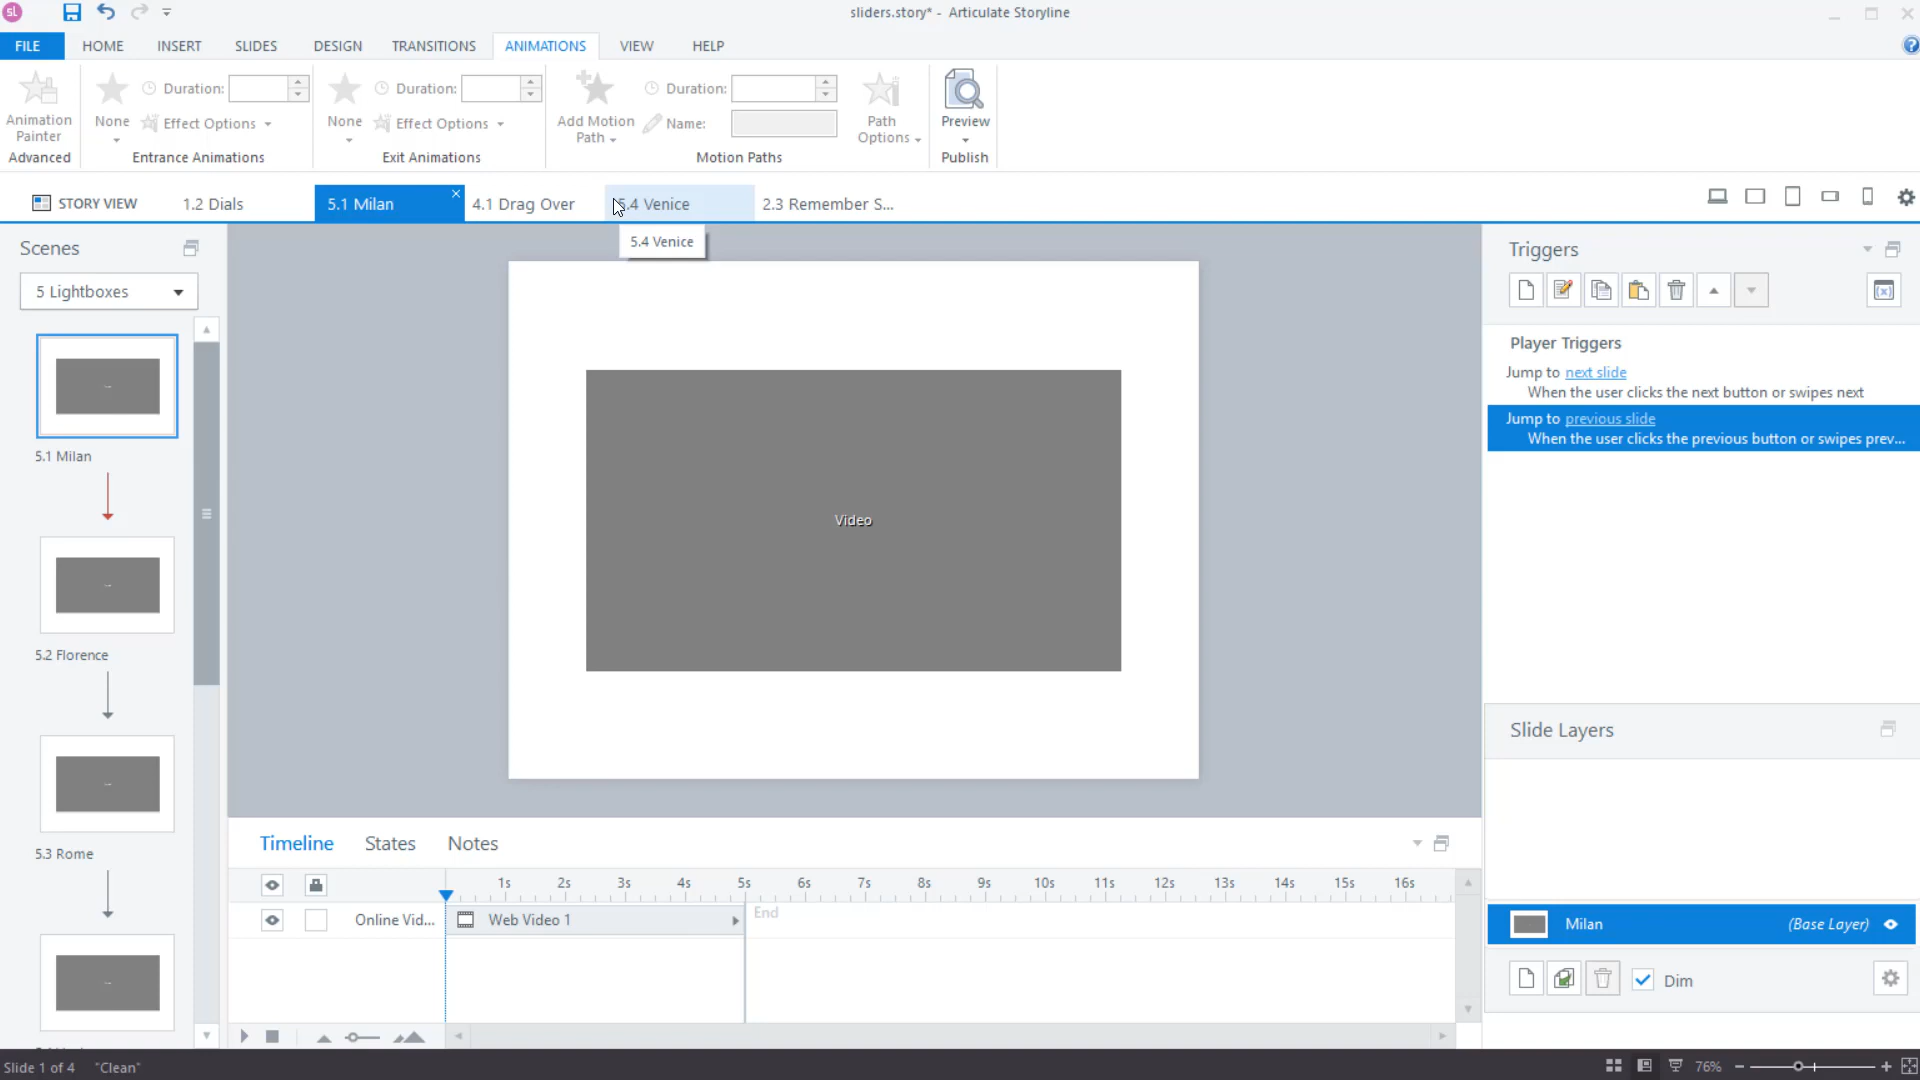 sl
sliders.story* - Articulate Storyline
FILE
HOME
INSERT
SLIDES
DESIGN
TRANSITIONS
ANIMATIONS
VIEW
HELP
?
Animation
Painter
Advanced
None
Duration:
Effect Options
Entrance Animations
None
Duration:
Effect Options
Exit Animations
Add Motion
Path
Duration:
Name:
Path
Options
Motion Paths
Preview
Publish
STORY VIEW
1.2 Dials
5.1 Milan
4.1 Drag Over
5.4 Venice
2.3 Remember S...
5.4 Venice
Scenes
5 Lightboxes
5.1 Milan
5.2 Florence
5.3 Rome
Video
Triggers
(x)
Player Triggers
Jump to next slide
When the user clicks the next button or swipes next
Jump to previous slide
When the user clicks the previous button or swipes prev...
Slide Layers
Milan
(Base Layer)
Dim
Timeline
States
Notes
1s 2s 3s 4s 5s 6s 7s 8s 9s 10s 11s 12s 13s 14s 15s 16s
Online Vid...
Web Video 1
End
Slide 1 of 4
"Clean"
76%